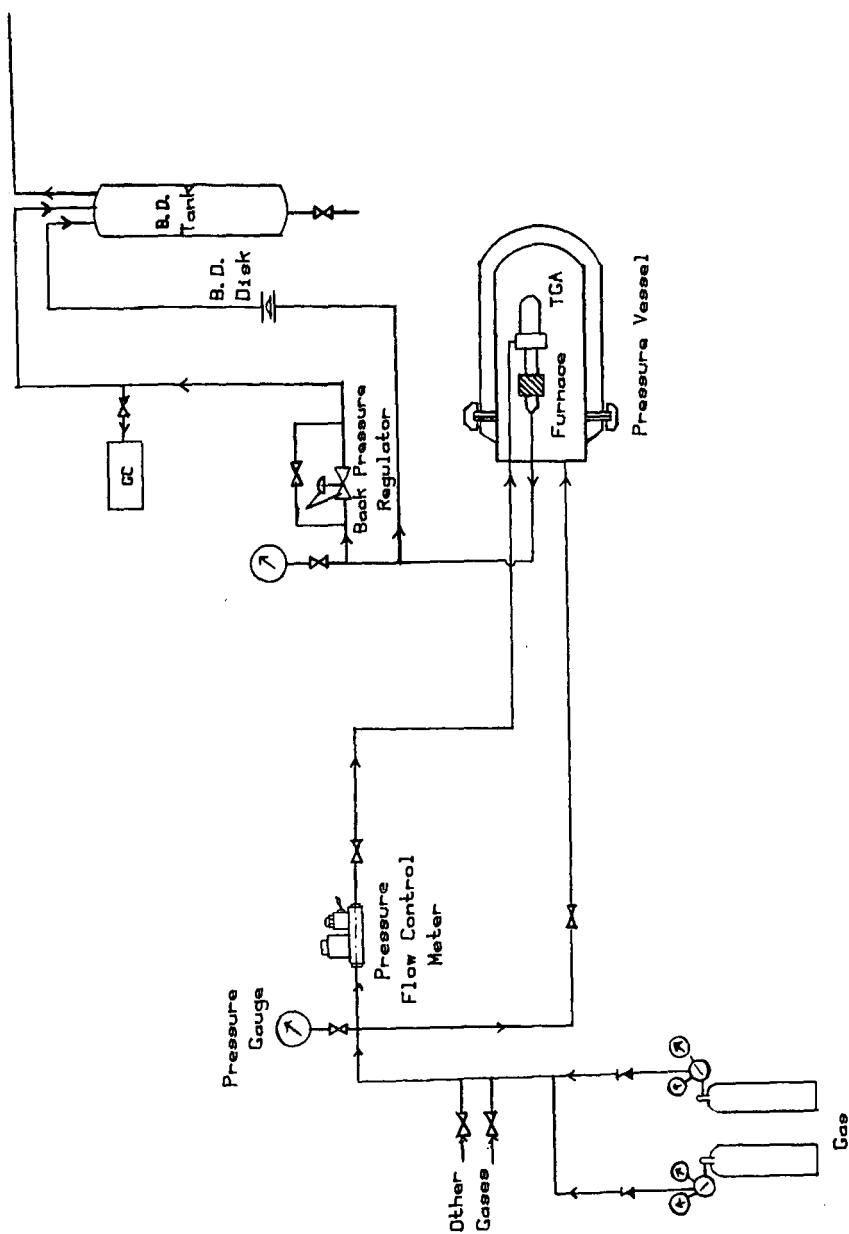 Other
Gases
Gas
Pressure
Gauge
Pressure
Flow Control
Meter
GC
Back Pressure
Regulator
B.D.
Disk
B.D.
Tank
Furnace
TGA
Pressure Vessel